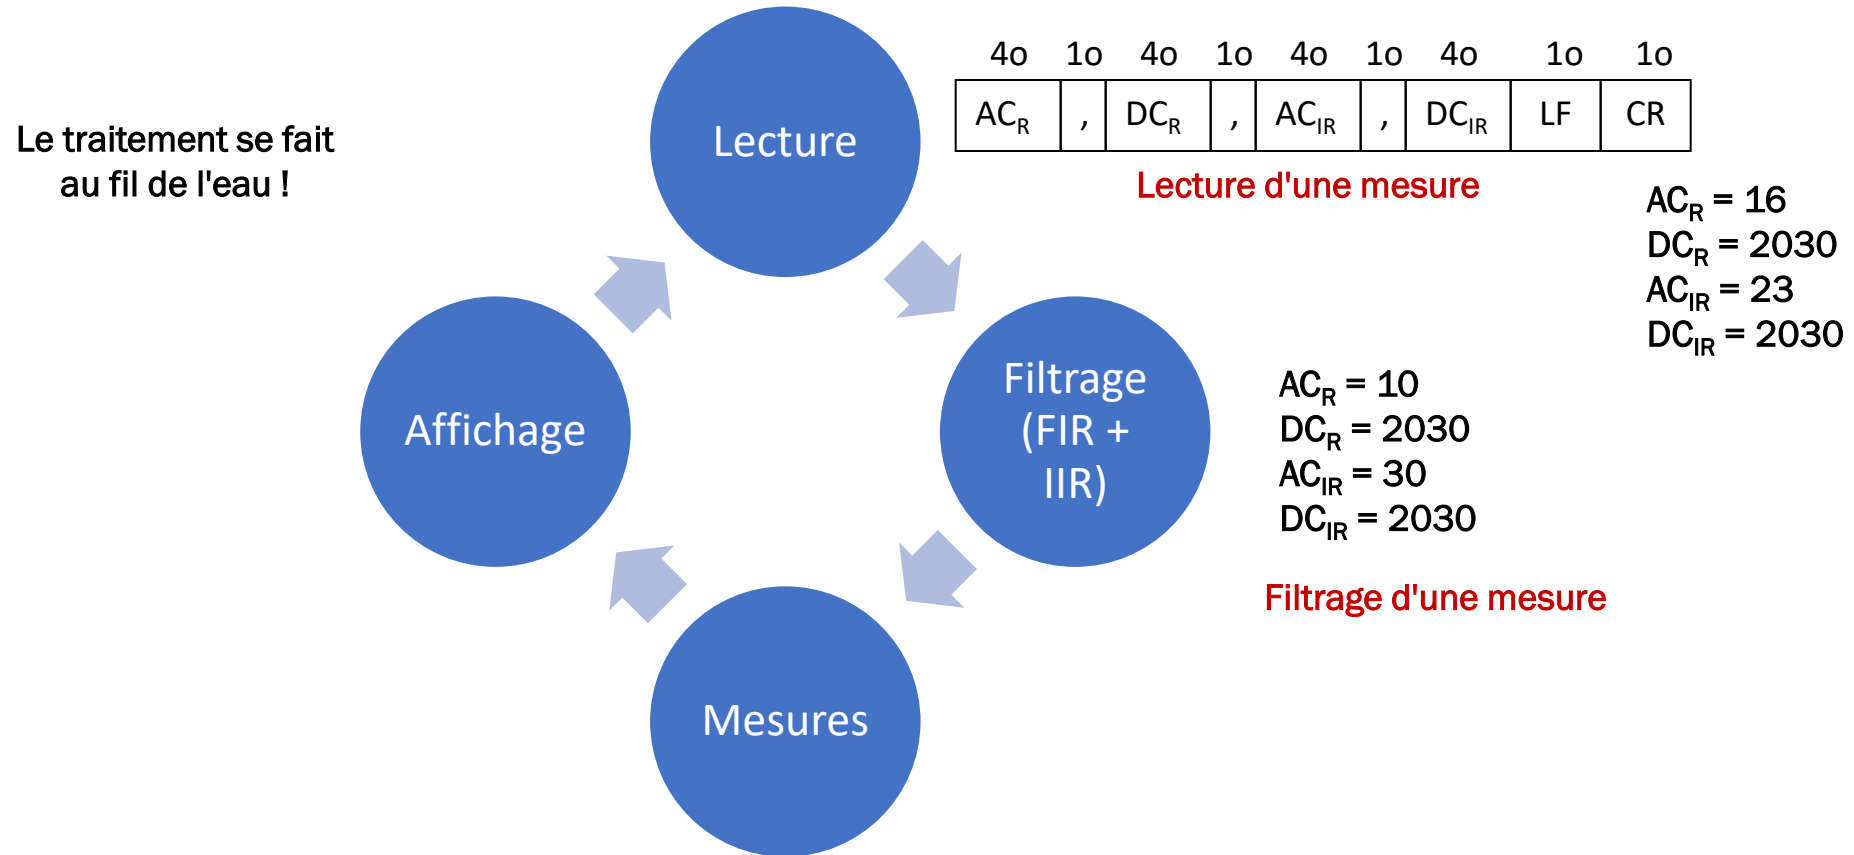 Le traitement se fait
au fil de l'eau !
Lecture
4o 1o 4o 1o 4o 1o 4o 1o 1o
ACR , DCR , ACIR , DCIR LF CR
Lecture d'une mesure
ACR = 16
DCR = 2030
ACIR = 23
DCIR = 2030
Filtrage
(FIR +
IIR)
ACR = 10
DCR = 2030
ACIR = 30
DCIR = 2030
Filtrage d'une mesure
Mesures
Affichage